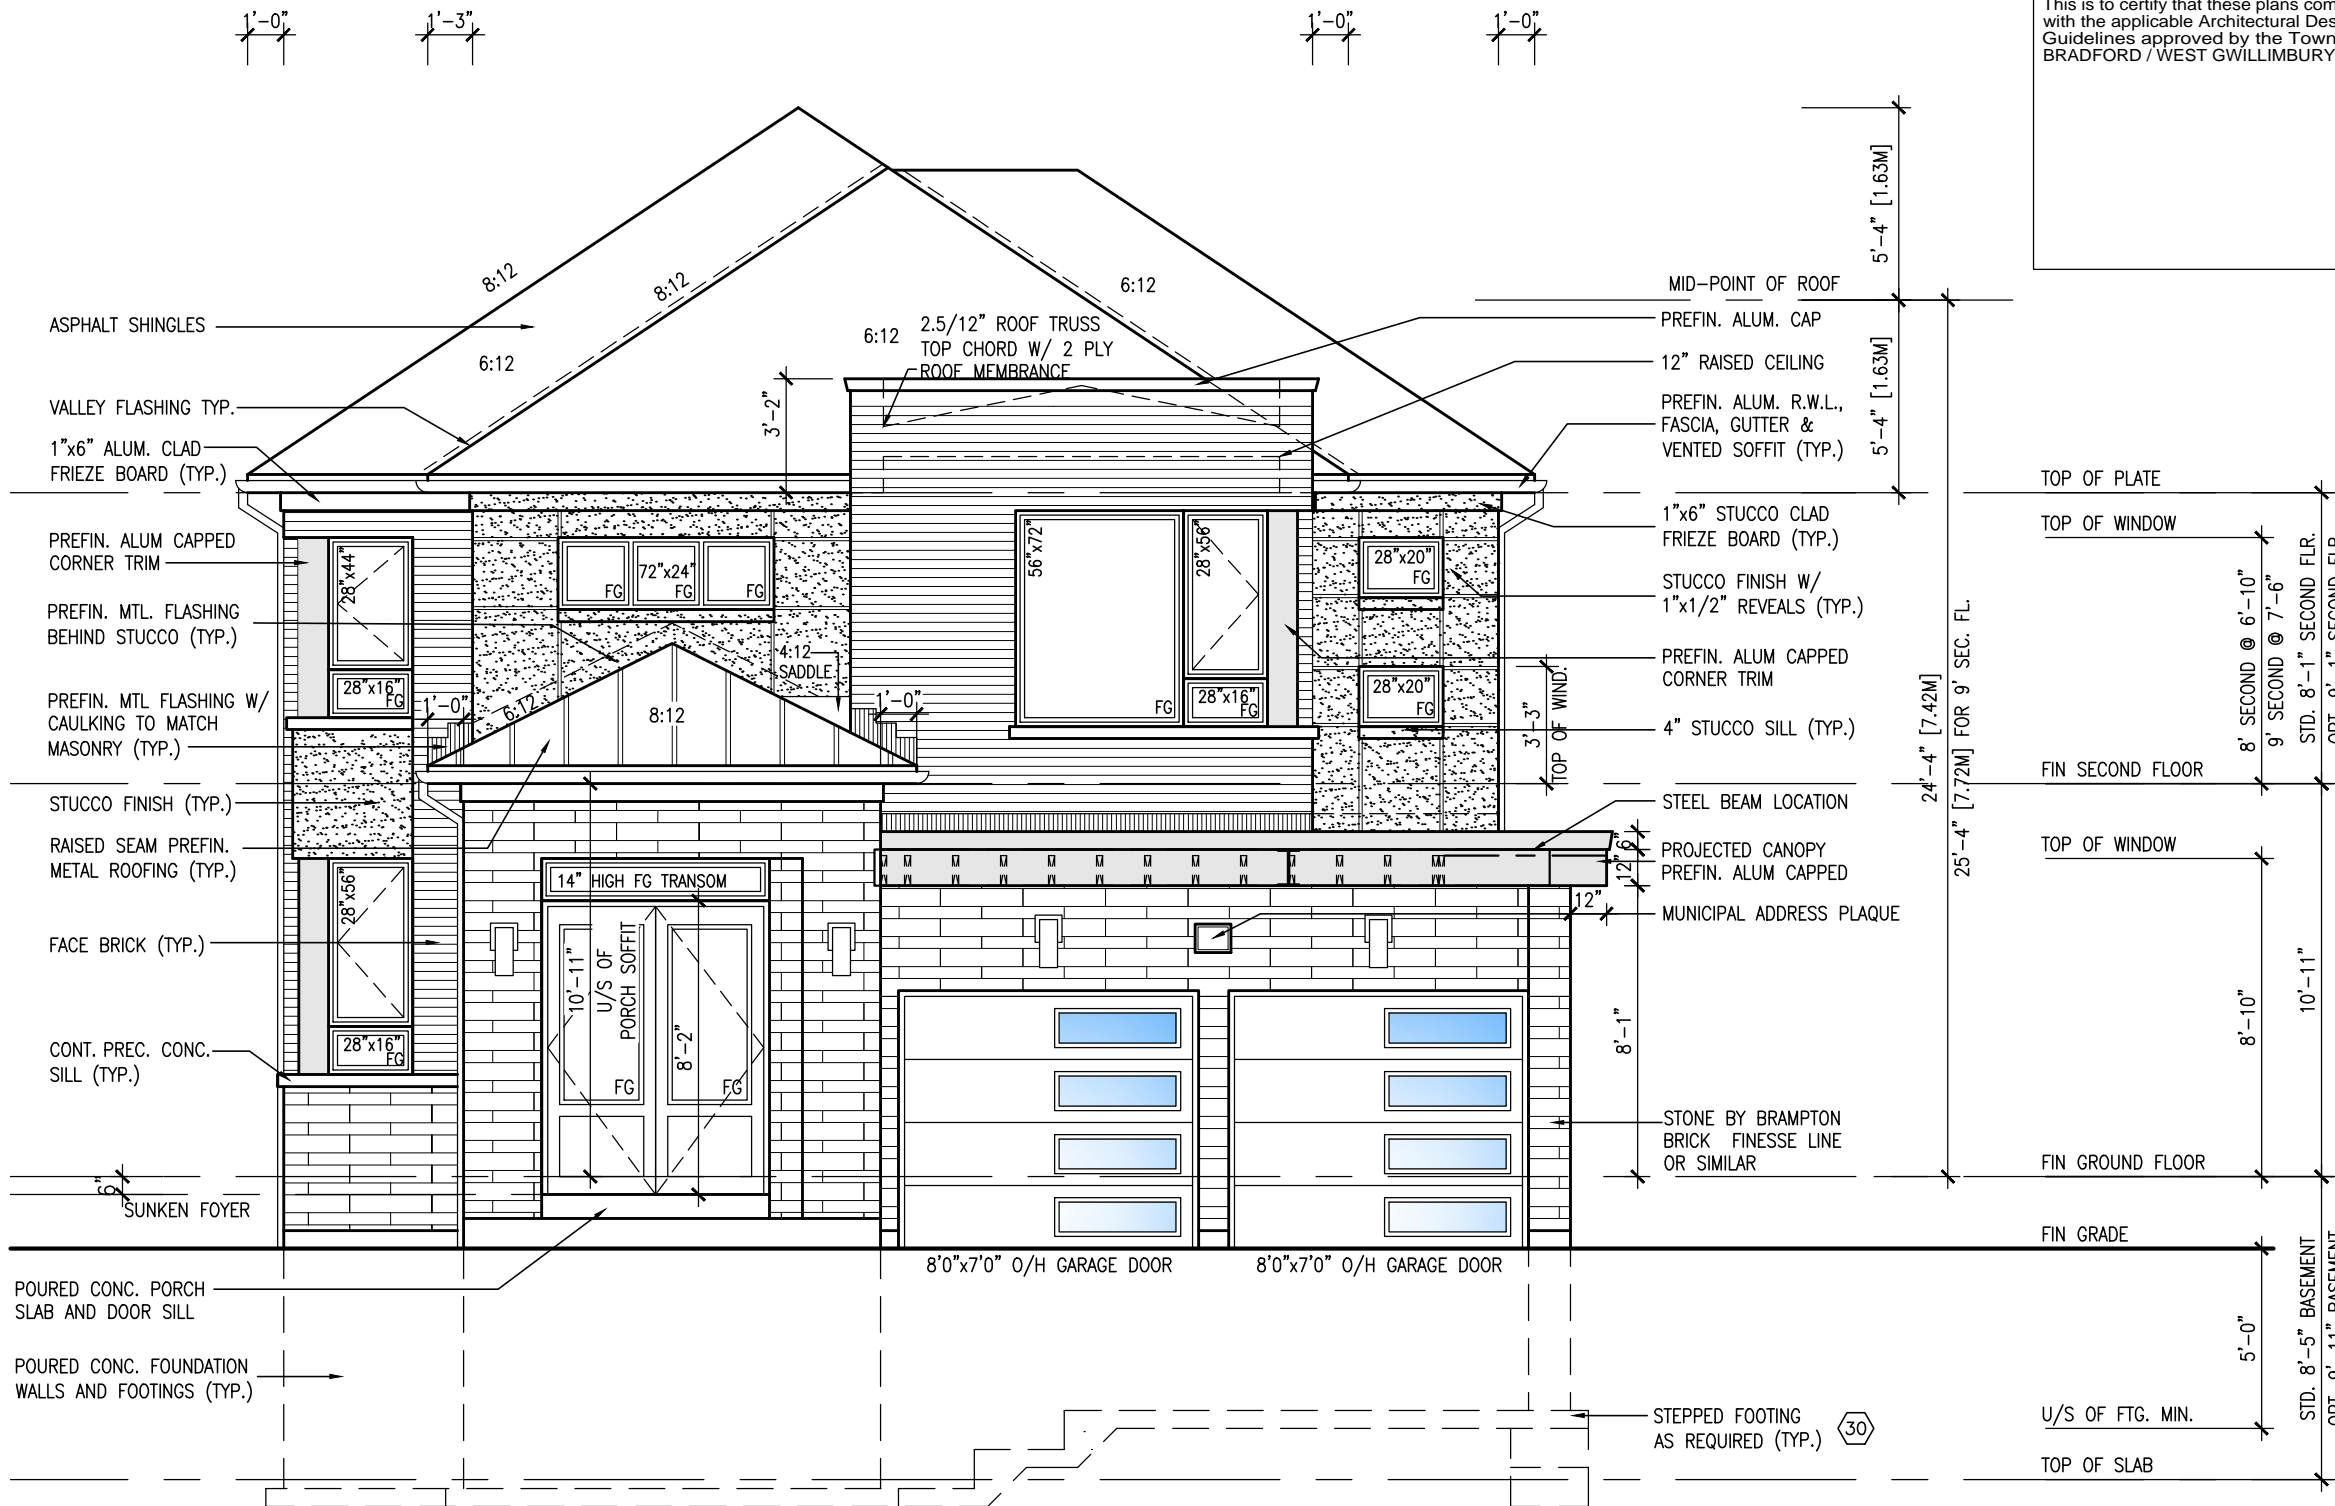 1'-0"
1'-3"
1'-0"
1'-0"
with the applicable Architectural
Guidelines approved by the Town
BRADFORD / WEST GWILLIMBURY
This is to certify that these plans
8:12
8:12
6:12
6:12
6:12
ASPHALT SHINGLES
VALLEY FLASHING TYP.
1"x6" ALUM. CLAD
FRIEZE BOARD (TYP.)
PREFIN. ALUM CAPPED
CORNER TRIM
PREFIN. MTL. FLASHING
BEHIND STUCCO (TYP.)
PREFIN. MTL FLASHING W/
CAULKING TO MATCH
MASONRY (TYP.)
STUCCO FINISH (TYP.)
RAISED SEAM PREFIN.
METAL ROOFING (TYP.)
FACE BRICK (TYP.)
CONT. PREC. CONC.
SILL (TYP.)
6"
SUNKEN FOYER
POURED CONC. PORCH
SLAB AND DOOR SILL
POURED CONC. FOUNDATION
WALLS AND FOOTINGS (TYP.)
2.5/12" ROOF TRUSS
TOP CHORD W/ 2 PLY
ROOF MEMBRANCE
3'-2"
28"x44"
28"x16"
FG
28"x56"
28"x16"
FG
FG
72"x24"
FG
FG
4:12
SADDLE
1'-0"
6:12
8:12
1'-0"
56"x72"
FG
28"x56"
28"x16"
FG
28"x20"
FG
28"x20"
FG
14" HIGH FG TRANSOM
10'-11"
U/S OF
PORCH SOFFIT
8'-2"
FG
FG
8'0"x7'0" O/H GARAGE DOOR
8'0"x7'0" O/H GARAGE DOOR
MID-POINT OF ROOF
PREFIN. ALUM. CAP
12" RAISED CEILING
PREFIN. ALUM. R.W.L.,
FASCIA, GUTTER &
VENTED SOFFIT (TYP.)
1"x6" STUCCO CLAD
FRIEZE BOARD (TYP.)
STUCCO FINISH W/
1"x1/2" REVEALS (TYP.)
PREFIN. ALUM CAPPED
CORNER TRIM
4" STUCCO SILL (TYP.)
3'-3"
TOP OF WIND.
STEEL BEAM LOCATION
6"
12"
PROJECTED CANOPY
PREFIN. ALUM CAPPED
12"
MUNICIPAL ADDRESS PLAQUE
8'-1"
STONE BY BRAMPTON
BRICK FINESSE LINE
OR SIMILAR
STEPPED FOOTING
AS REQUIRED (TYP.)
30
5'-4" [1.63M]
5'-4" [1.63M]
24'-4" [7.42M]
25'-4" [7.72M] FOR 9' SEC. FL.
TOP OF PLATE
TOP OF WINDOW
FIN SECOND FLOOR
TOP OF WINDOW
FIN GROUND FLOOR
FIN GRADE
U/S OF FTG. MIN.
TOP OF SLAB
8' SECOND @ 6'-10"
9' SECOND @ 7'-6"
STD. 8'-1" SECOND FLR.
8'-10"
10'-11"
5'-0"
STD. 8'-5" BASEMENT